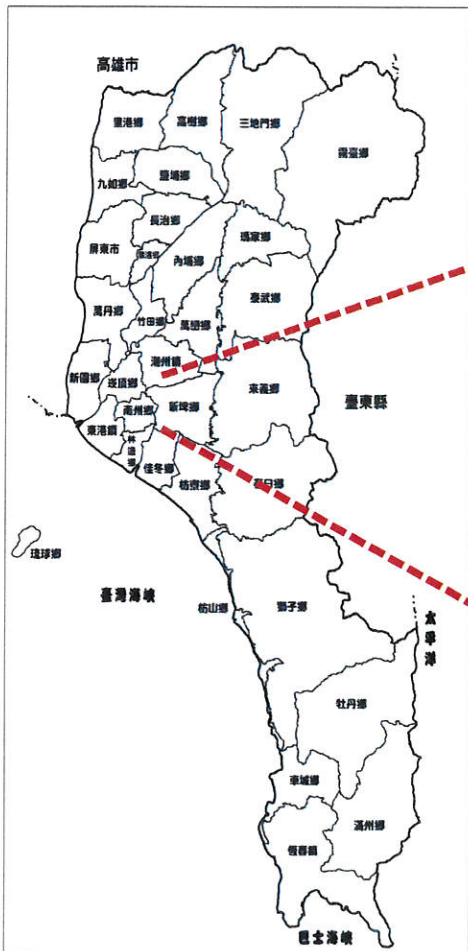 高雄市
里港鄉
高樹鄉
三地門鄉
霧臺鄉
九如鄉
鹽埔鄉
長治鄉
屏東市
瑪家鄉
內埔鄉
泰武鄉
萬丹鄉
竹田鄉
萬巒鄉
潮州鎮
新園鄉
崁頂鄉
來義鄉
臺東縣
南州鄉
新埤鄉
東港鎮
林邊鄉
佳冬鄉
枋寮鄉
春日鄉
琉球鄉
臺灣海峽
枋山鄉
獅子鄉
太平洋
牡丹鄉
車城鄉
滿州鄉
恆春鎮
巴士海峽